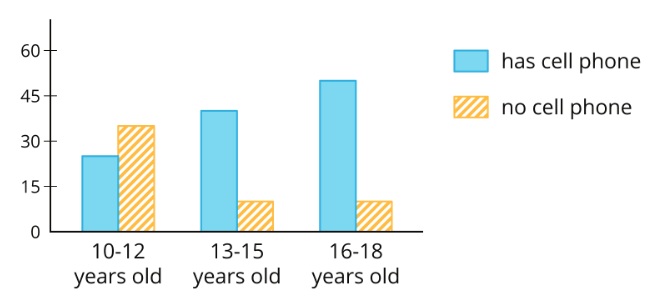 60
45
30
15
0
has cell phone
no cell phone
10-12
years old
13-15
years old
16-18
years old